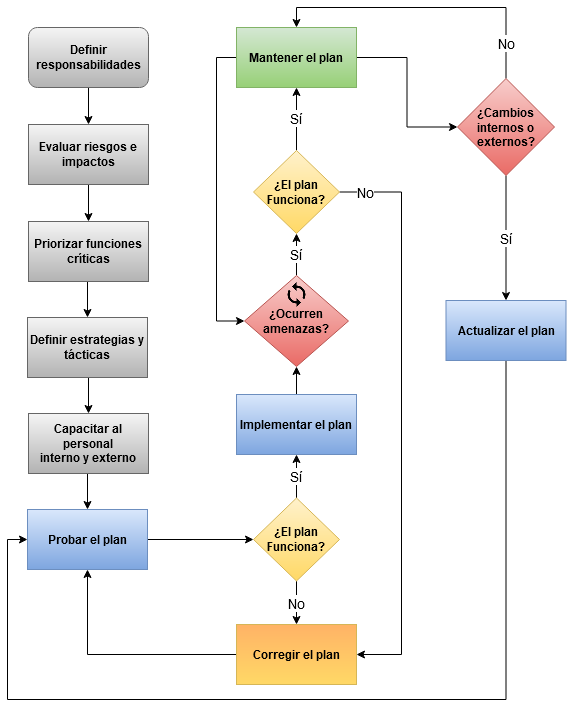 Definir
responsabilidades
Evaluar riesgos e
impactos
Priorizar funciones
críticas
Definir estrategias y
tácticas
Capacitar al
personal
interno y externo
Probar el plan
¿El plan
Funciona?
Sí
No
Corregir el plan
Implementar el plan
¿Ocurren
amenazas?
Sí
¿El plan
Funciona?
No
Sí
Mantener el plan
¿Cambios
internos o
externos?
No
Sí
Actualizar el plan